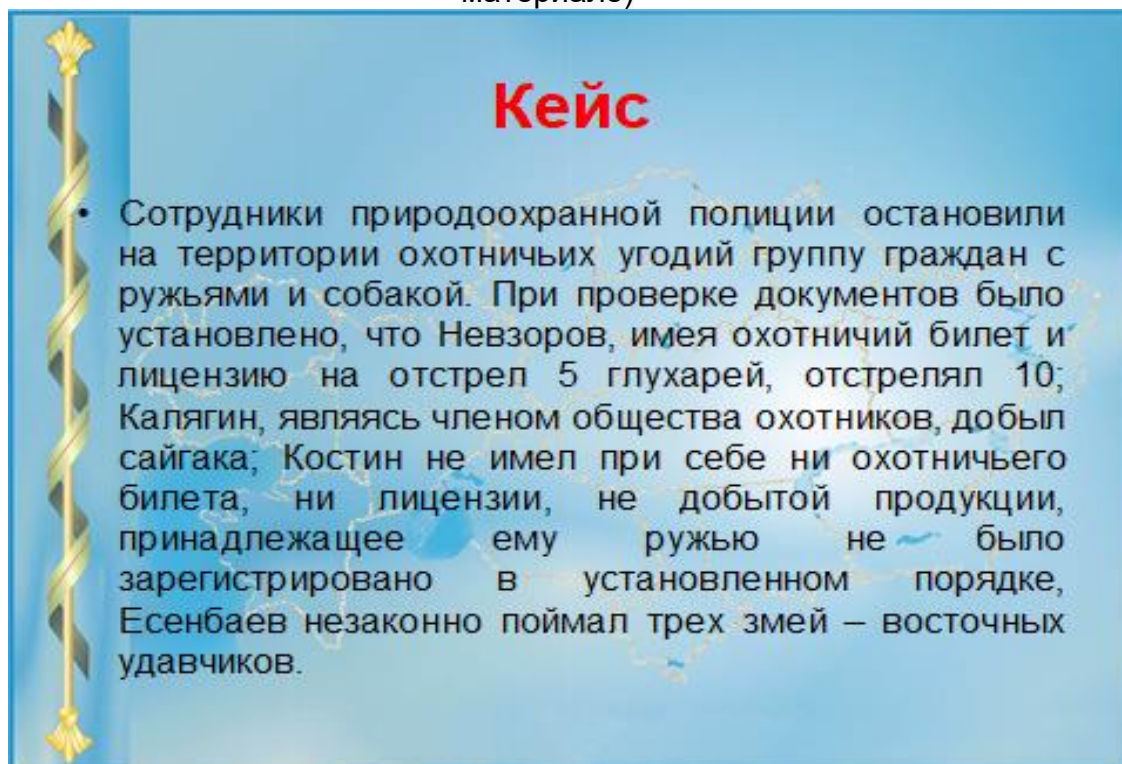 Кейс
• Сотрудники природоохранной полиции остановили
на территории охотничьих угодий группу граждан с
ружьями и собакой. При проверке документов было
установлено, что Невзоров, имея охотничий билет и
лицензию на отстрел 5 глухарей, отстрелял 10;
Калягин, являясь членом общества охотников, добыл
сайгака; Костин не имел при себе ни охотничьего
билета, ни лицензии, не добытой продукции,
принадлежащее ему ружью не было
зарегистрировано в установленном порядке,
Есенбаев незаконно поймал трех змей – восточных
удавчиков.